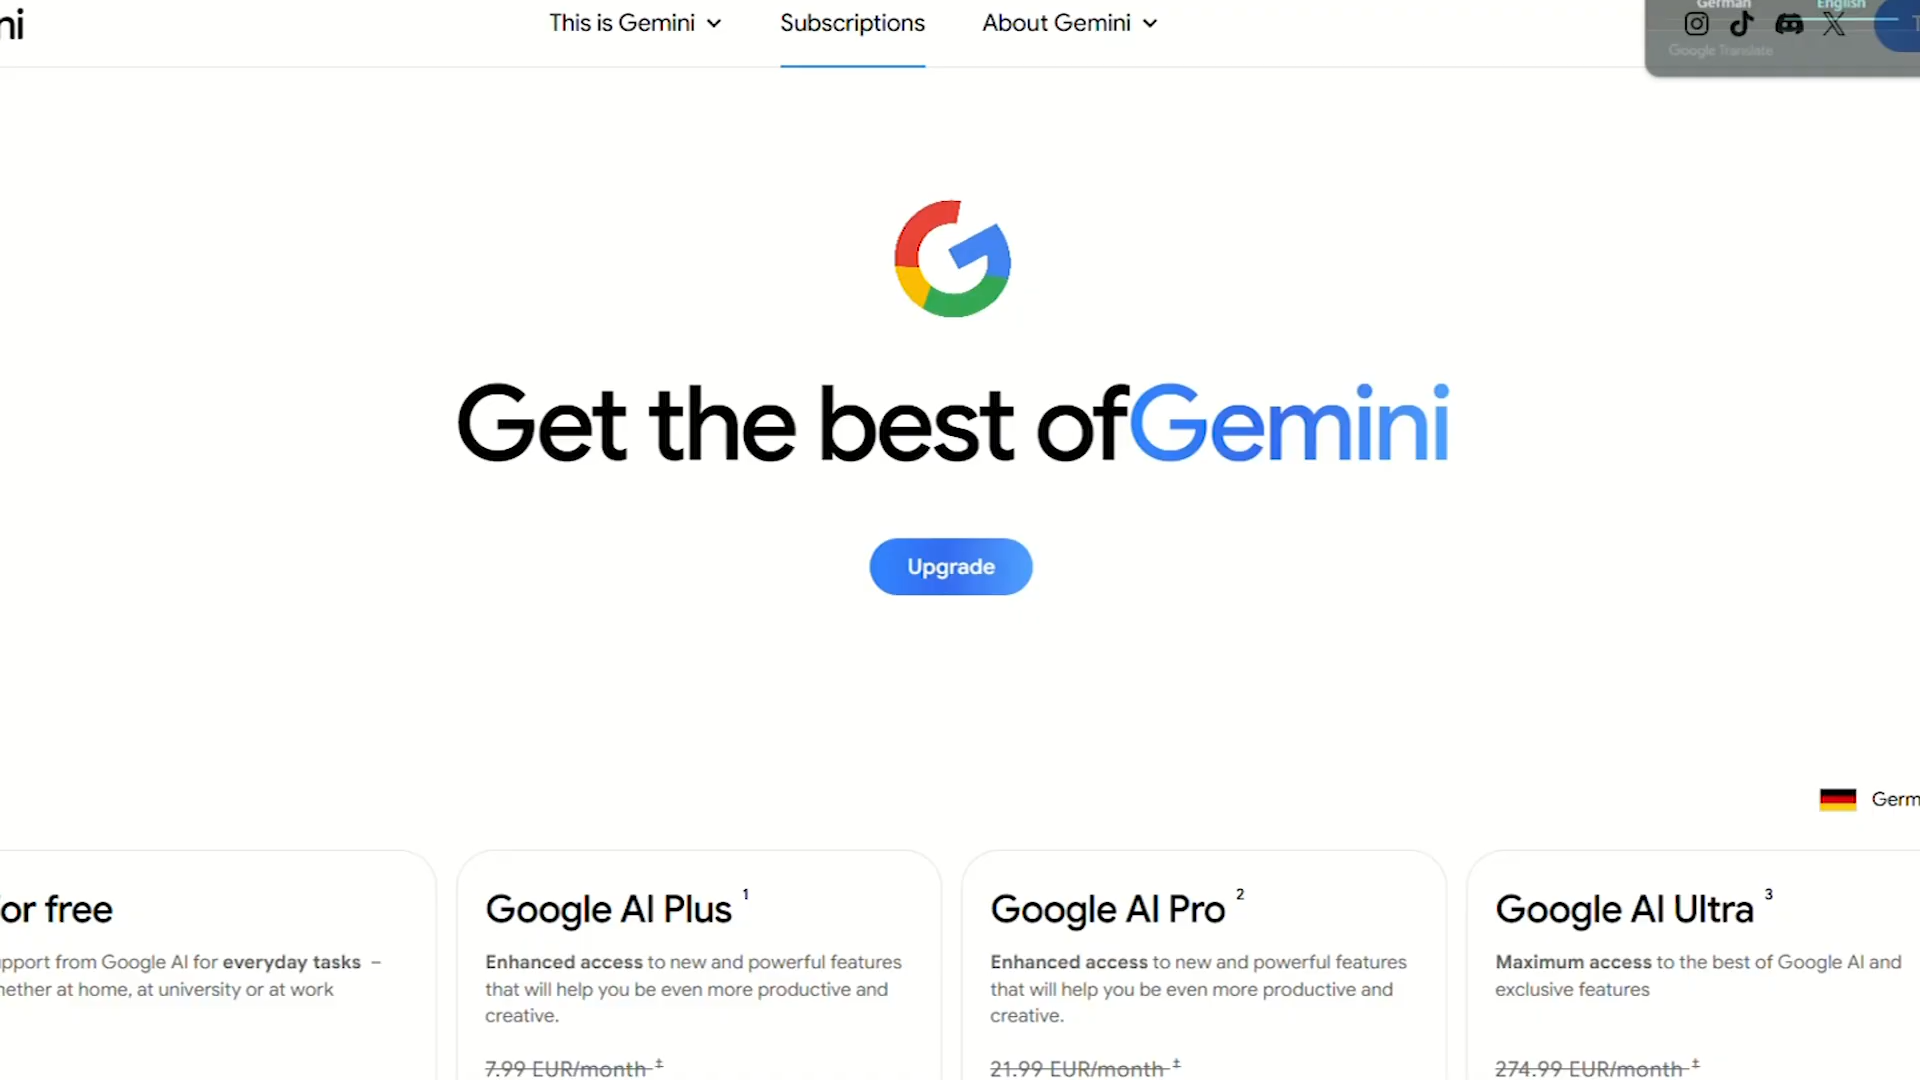 ni
This is Gemini
Subscriptions
About Gemini
German
English
Google Translate
Get the best ofGemini
Upgrade
Germ
or free
pport from Google AI for everyday tasks –
hether at home, at university or at work
Google AI Plus 1
Enhanced access to new and powerful features
that will help you be even more productive and
creative.
7.99 EUR/month ±
Google AI Pro 2
Enhanced access to new and powerful features
that will help you be even more productive and
creative.
21.99 EUR/month ±
Google AI Ultra 3
Maximum access to the best of Google AI and
exclusive features
274.99 EUR/month ±